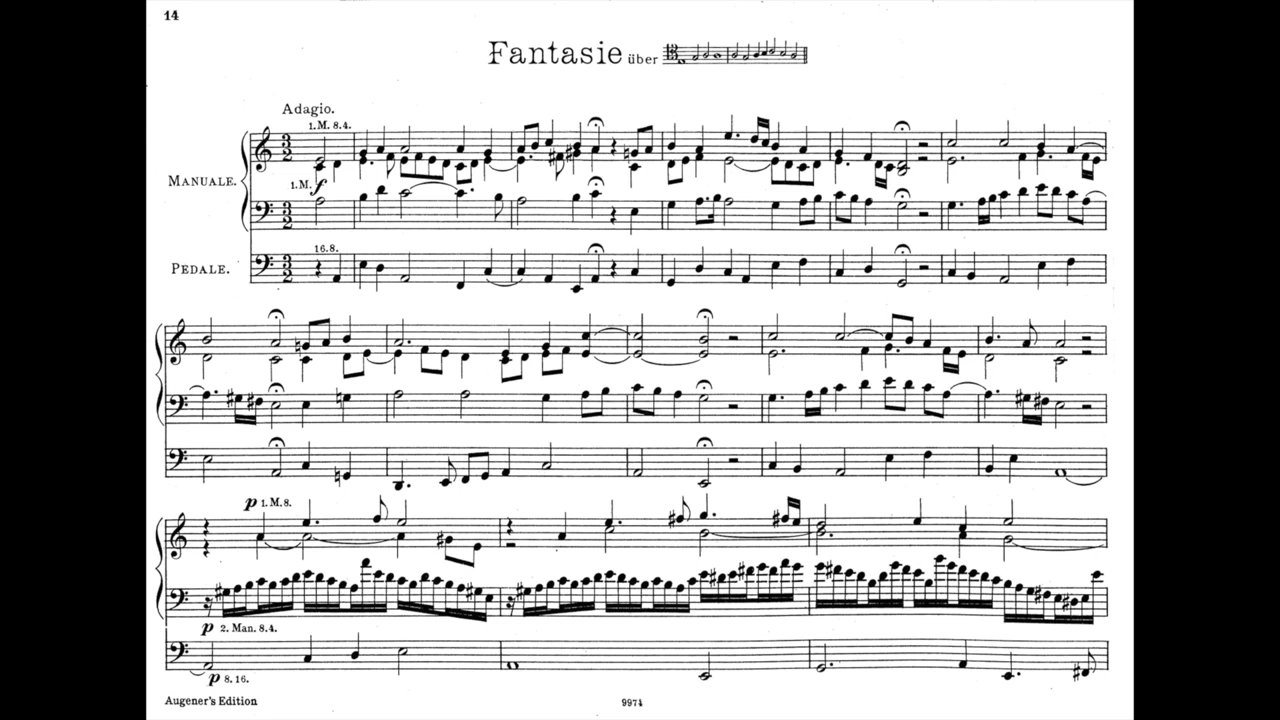 14
Fantasie über
Adagio.
1. M. 8. 4.
MANUALE.
1. M. f
16. 8.
PEDALE.
p 1. M. 8.
p 2. Man. 8. 4.
p 8. 16.
Augener's Edition
9974